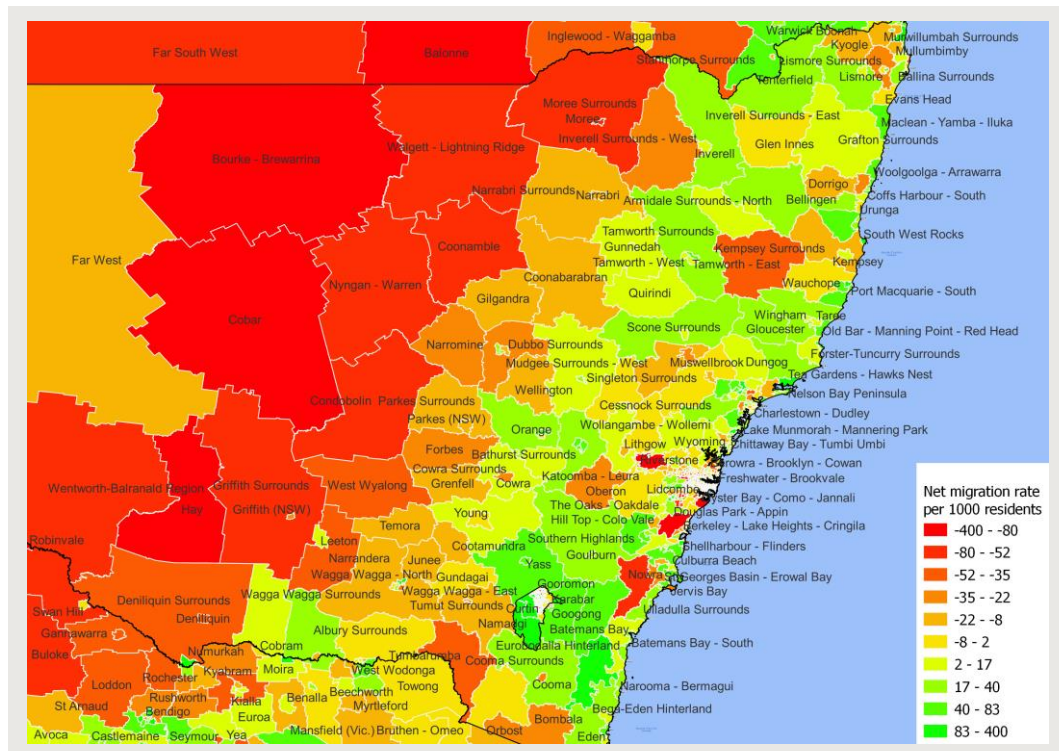 Far South West
Balonne
Inglewood - Waggamba
Warwick
Boonah
Kyogle
Murwillumbah Surrounds
Mullumbimby
Stanthorpe Surrounds
Lismore Surrounds
Tenterfield
Lismore
Ballina Surrounds
Moree Surrounds
Moree
Evans Head
Inverell Surrounds - East
Maclean - Yamba - Iluka
Bourke - Brewarrina
Walgett - Lightning Ridge
Inverell Surrounds - West
Glen Innes
Grafton Surrounds
Inverell
Woolgoolga - Arrawarra
Narrabri Surrounds
Narrabri
Armidale Surrounds - North
Dorrigo
Bellingen
Coffs Harbour - South
Urunga
Tamworth Surrounds
South West Rocks
Coonamble
Gunnedah
Kempsey Surrounds
Far West
Tamworth - West
Tamworth - East
Kempsey
Nyngan - Warren
Coonabarabran
Wauchope
Gilgandra
Quirindi
Port Macquarie - South
Cobar
Scone Surrounds
Wingham
Taree
Gloucester
Old Bar - Manning Point - Red Head
Narromine
Dubbo Surrounds
Mudgee Surrounds - West
Muswellbrook
Dungog
Forster-Tuncurry Surrounds
Singleton Surrounds
Tea Gardens - Hawks Nest
Wellington
Nelson Bay Peninsula
Condobolin
Parkes Surrounds
Cessnock Surrounds
Charlestown - Dudley
Parkes (NSW)
Orange
Wollangambe - Wollemi
Lake Munmorah - Mannering Park
Lithgow
Wyoming
Chittaway Bay - Tumbi Umbi
Forbes
Bathurst Surrounds
Riverstone
Cowra Surrounds
Katoomba - Leura
Freshwater - Brookvale
Wentworth-Balranald Region
Griffith Surrounds
West Wyalong
Grenfell
Cowra
Oberon
Lidcombe
Hay
The Oaks - Oakdale
Oyster Bay - Como - Jannali
Griffith (NSW)
Young
Hill Top - Colo Vale
Douglas Park - Appin
Temora
Berkeley - Lake Heights - Cringila
Robinvale
Leeton
Cootamundra
Southern Highlands
Shellharbour - Flinders
Narrandera
Junee
Goulburn
Culburra Beach
Wagga Wagga - North
Gundagai
Yass
Nowra
St Georges Basin - Erowal Bay
Deniliquin Surrounds
Wagga Wagga Surrounds
Wagga Wagga - East
Gooromon
Jervis Bay
Swan Hill
Deniliquin
Tumut Surrounds
Curtin
Karabar
Ulladulla Surrounds
Gannawarra
Albury Surrounds
Namadgi
Googong
Batemans Bay
Cobram
Eurobodalla Hinterland
Batemans Bay - South
Buloke
Numurkah
Tumbarumba
Cooma Surrounds
Rochester
Kyabram
Moira
West Wodonga
Loddon
Rushworth
Kialla
Benalla
Beechworth
Towong
Cooma
Narooma - Bermagui
St Arnaud
Bendigo
Euroa
Myrtleford
Bombala
Bega-Eden Hinterland
Avoca
Castlemaine
Seymour
Yea
Mansfield (Vic.)
Bruthen - Omeo
Orbost
Eden
Net migration rate
per 1000 residents
-400 - -80
-80 - -52
-52 - -35
-35 - -22
-22 - -8
-8 - 2
2 - 17
17 - 40
40 - 83
83 - 400